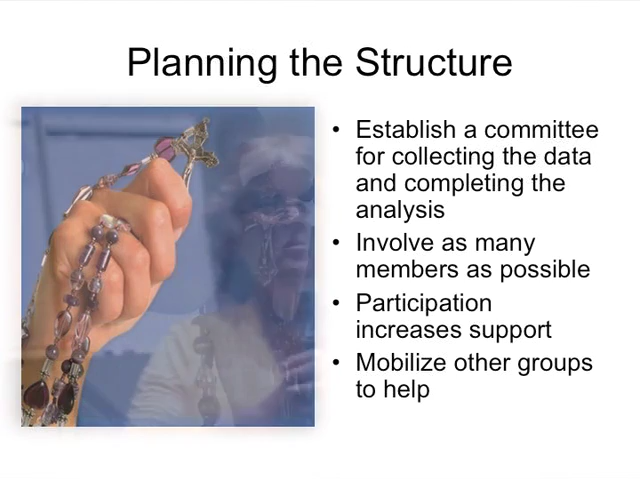 Planning the Structure
• Establish a committee
for collecting the data
and completing the
analysis
• Involve as many
members as possible
• Participation
increases support
• Mobilize other groups
to help